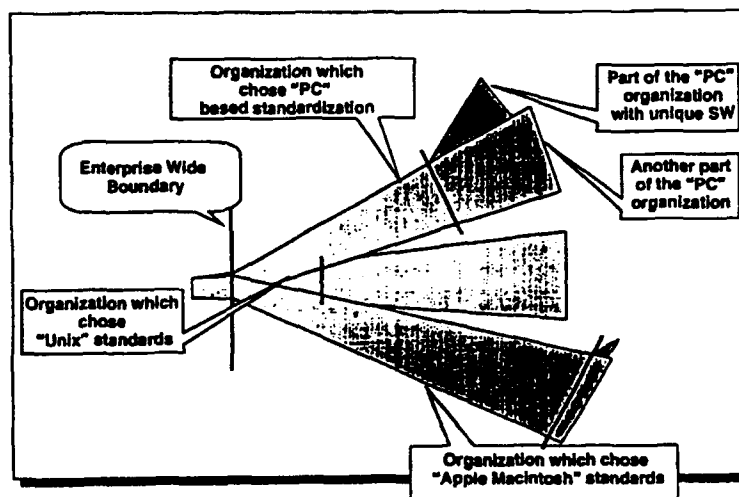 Organization which
chose "PC"
based standardization
Part of the "PC"
organization
with unique SW
Enterprise Wide
Boundary
Another part
of the "PC"
organization
Organization which
chose
"Unix" standards
Organization which chose
"Apple Macintosh" standards